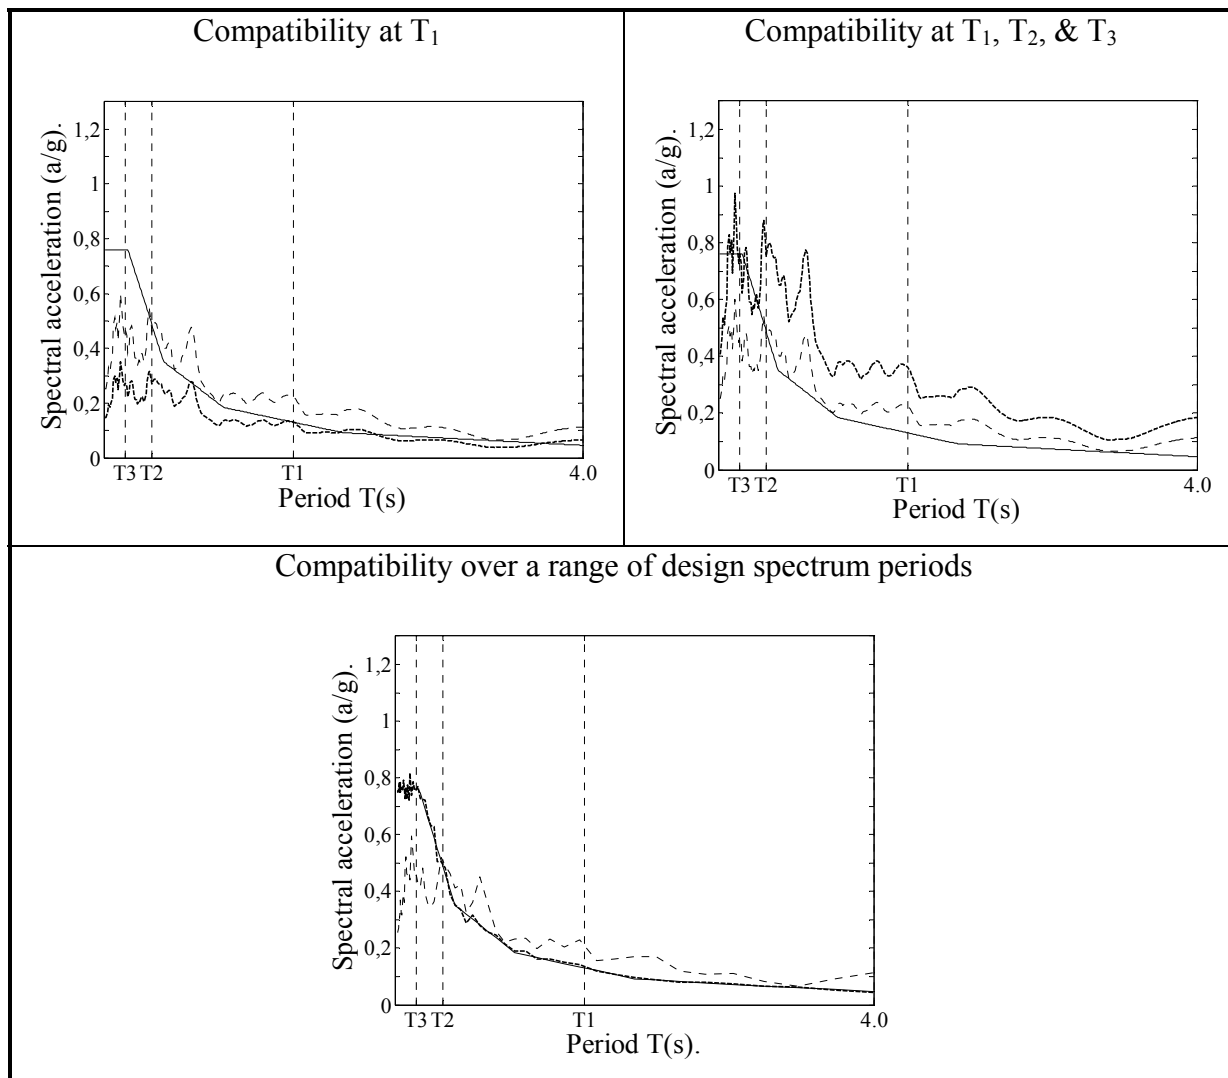 Compatibility at T₁
Spectral acceleration (a/g).
1,2
1
0,8
0,6
0,4
0,2
0
T3 T2 T1 4.0
Period T(s)
Compatibility at T₁, T₂, & T₃
Spectral acceleration (a/g).
1,2
1
0,8
0,6
0,4
0,2
0
T3 T2 T1 4.0
Period T(s)
Compatibility over a range of design spectrum periods
Spectral acceleration (a/g).
1,2
1
0,8
0,6
0,4
0,2
0
T3 T2 T1 4.0
Period T(s).